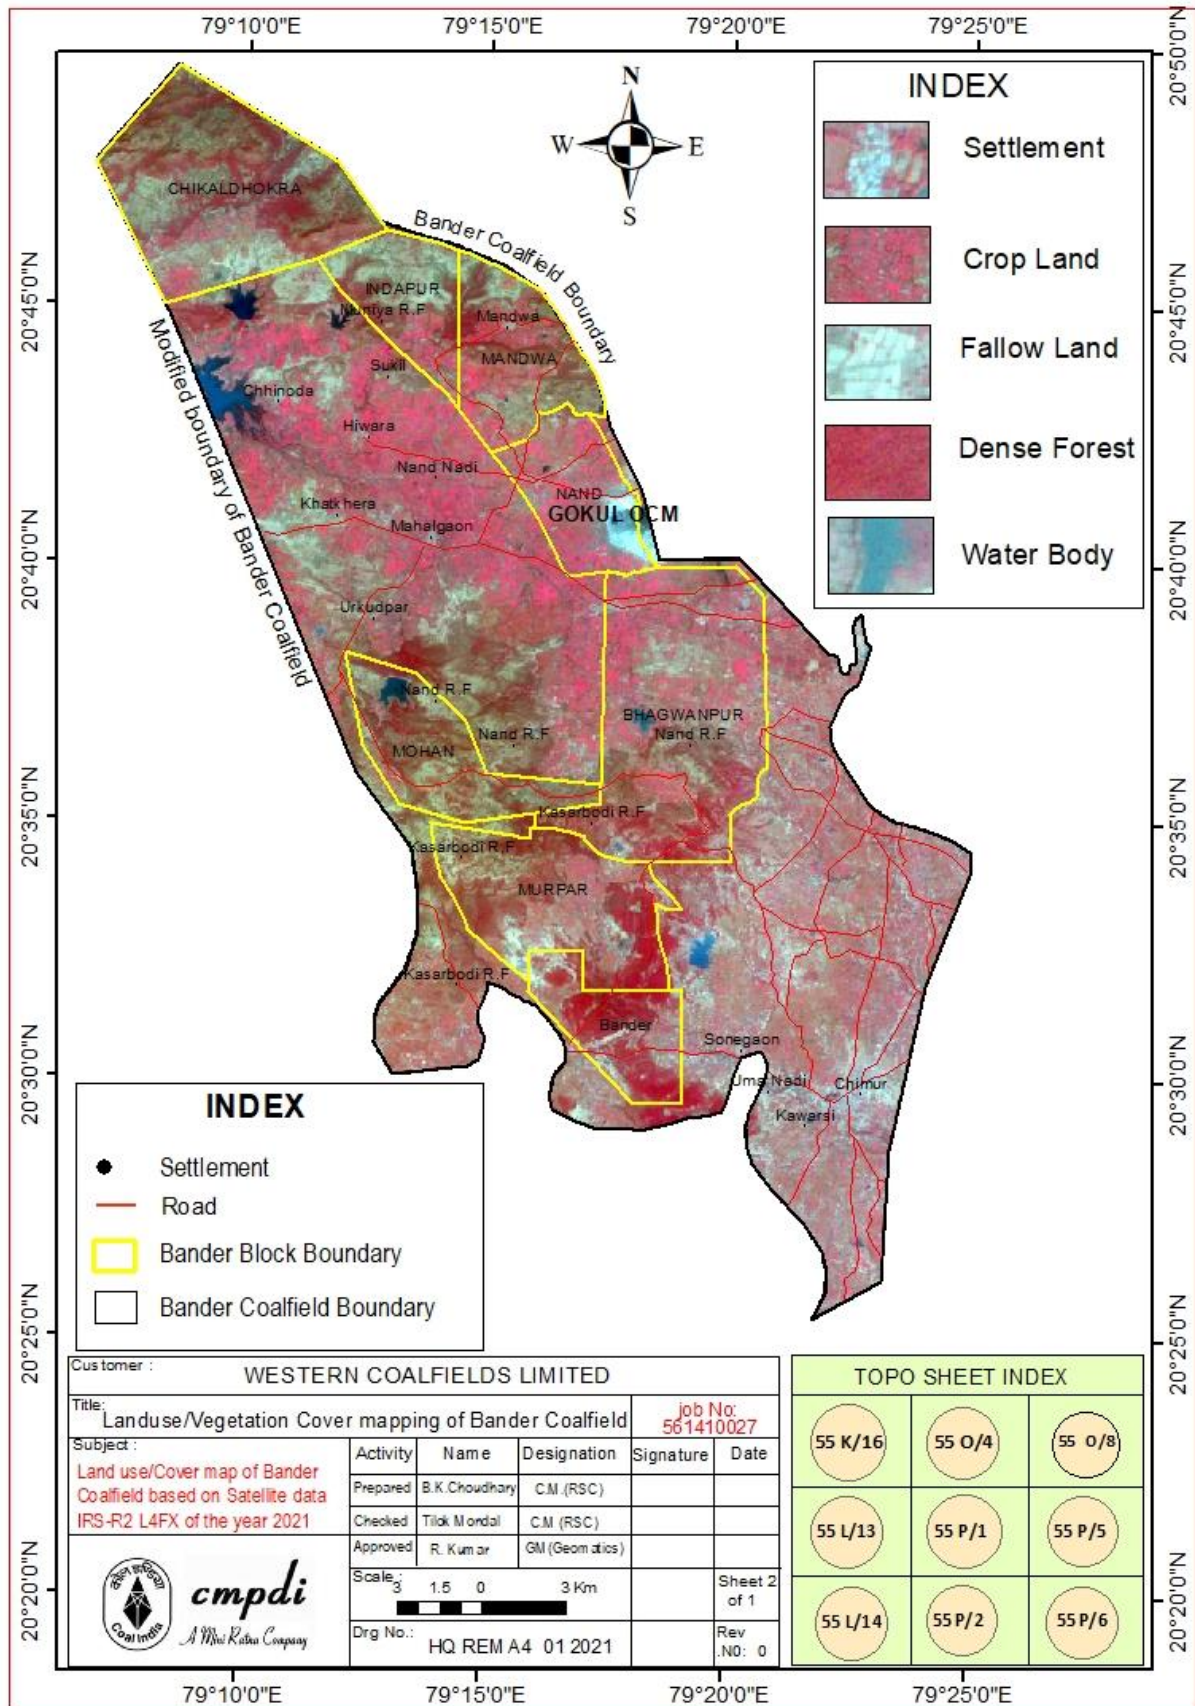 79°10'0"E
79°15'0"E
79°20'0"E
79°25'0"E
20°50'0"N
20°45'0"N
20°45'0"N
20°40'0"N
20°40'0"N
20°35'0"N
20°35'0"N
20°30'0"N
20°30'0"N
20°25'0"N
20°25'0"N
20°20'0"N
20°20'0"N
N
W
E
S
INDEX
Settlement
Crop Land
Fallow Land
Dense Forest
Water Body
CHIKALDHOKRA
Bander Coalfield Boundary
Modified boundary of Bander Coalfield
INDAPUR
Nuniya R.F
Mandwa
MANDWA
Sukil
Chhinoda
Hiwara
Nand Nadi
NAND
GOKUL OCM
Khatkhera
Mahalgaon
Urkudpar
Nand R.F
BHAGWANPUR
Nand R.F
Nand R.F
MOHAN
Kasarbodi R.F
Kasarbodi R.F
MURPAR
Kasarbodi R.F
Bander
Sonegaon
Uma Nadi
Chimur
Kawarsi
INDEX
Settlement
Road
Bander Block Boundary
Bander Coalfield Boundary
Customer :
WESTERN COALFIELDS LIMITED
Title:
Landuse/Vegetation Cover mapping of Bander Coalfield
job No:
561410027
Subject :
Land use/Cover map of Bander
Coalfield based on Satellite data
IRS-R2 L4FX of the year 2021
Activity Name Designation Signature Date
Prepared B.K.Choudhary C.M.(RSC)
Checked Tilok Mondal C.M (RSC)
Approved R. Kumar GM (Geomatics)
कोल इण्डिया
Coal India
cmpdi
A Mini Ratna Company
Scale :
3 1.5 0 3 Km
Sheet 2
of 1
Drg No.:
HQ REM A4 01 2021
Rev
.N0: 0
TOPO SHEET INDEX
55 K/16 55 O/4 55 O/8
55 L/13 55 P/1 55 P/5
55 L/14 55 P/2 55 P/6
79°10'0"E
79°15'0"E
79°20'0"E
79°25'0"E